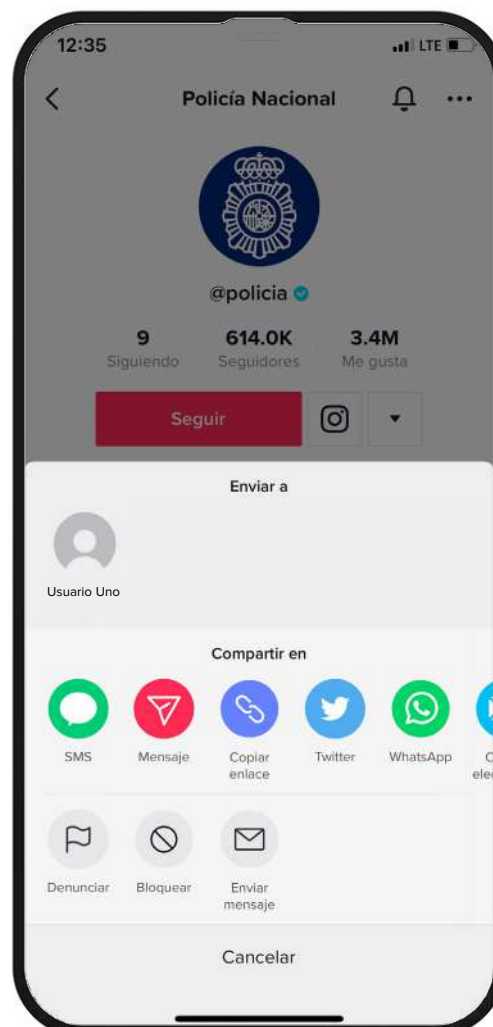 12:35
LTE
Policía Nacional
@policia
9 614.0K 3.4M
Siguiendo Seguidores Me gusta
Seguir
Enviar a
Usuario Uno
Compartir en
SMS Mensaje Copiar enlace Twitter WhatsApp
Denunciar Bloquear Enviar mensaje
Cancelar